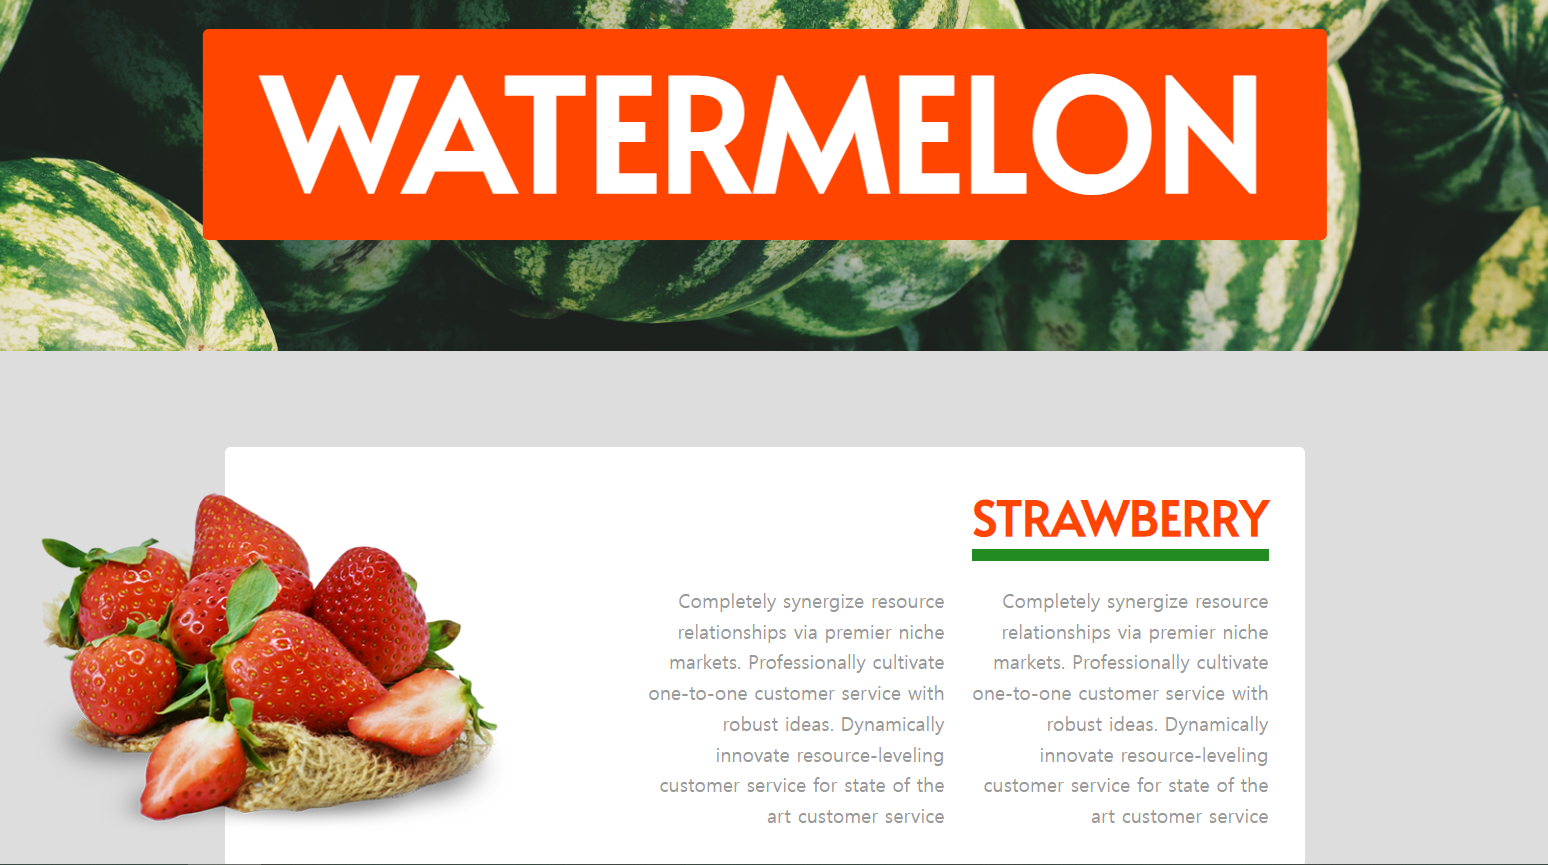 WATERMELON
STRAWBERRY
Completely synergize resource
relationships via premier niche
markets. Professionally cultivate
one-to-one customer service with
robust ideas. Dynamically
innovate resource-leveling
customer service for state of the
art customer service
Completely synergize resource
relationships via premier niche
markets. Professionally cultivate
one-to-one customer service with
robust ideas. Dynamically
innovate resource-leveling
customer service for state of the
art customer service